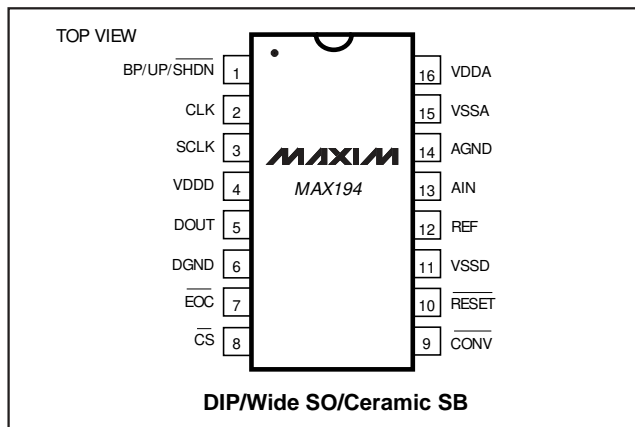 TOP VIEW
BP/UP/SHDN 1
CLK 2
SCLK 3
VDDD 4
DOUT 5
DGND 6
EOC 7
CS 8
MAXIM
MAX194
16 VDDA
15 VSSA
14 AGND
13 AIN
12 REF
11 VSSD
10 RESET
9 CONV
DIP/Wide SO/Ceramic SB